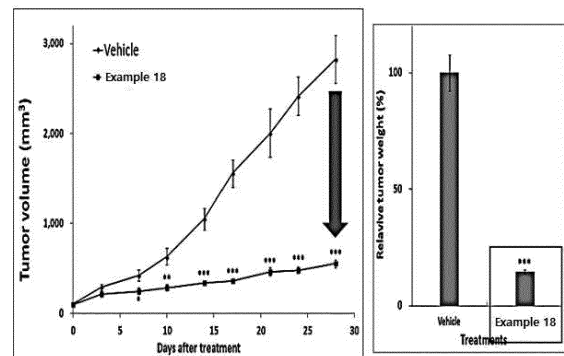 3,000
Vehicle
Example 18
2,000
1,000
0
Tumor volume (mm³)
* ** *** *** *** *** ***
0 5 10 15 20 25 30
Days after treatment
Relavive tumor weight (%)
100
50
0
***
Vehicle Example 18
Treatments